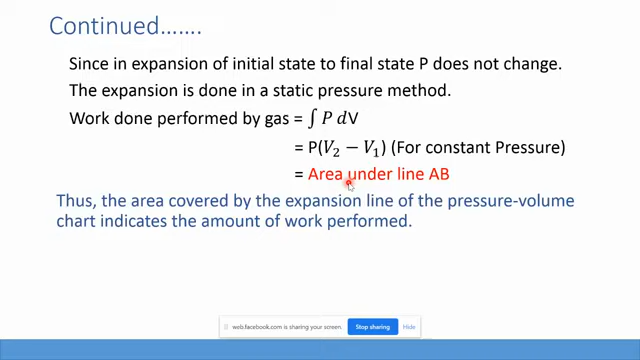 Continued…….
Since in expansion of initial state to final state P does not change.
The expansion is done in a static pressure method.
Work done performed by gas = ∫ P dV
= P(V₂ − V₁) (For constant Pressure)
= Area under line AB
Thus, the area covered by the expansion line of the pressure-volume
chart indicates the amount of work performed.
web.facebook.com is sharing your screen. Stop sharing Hide